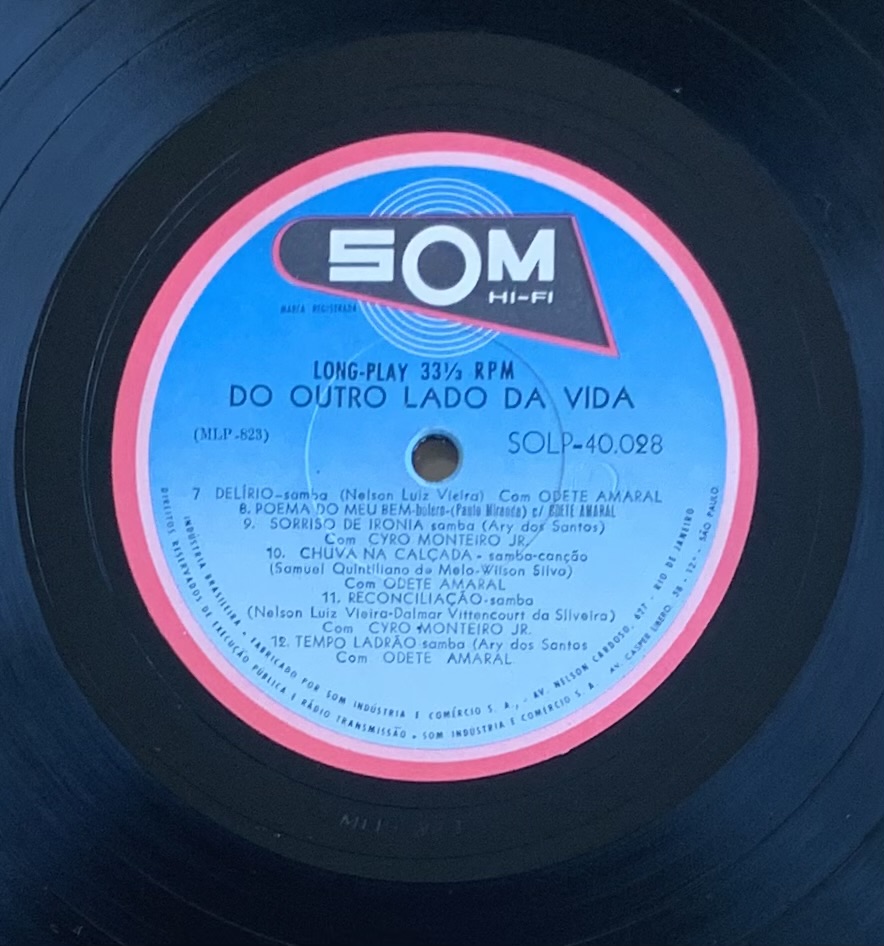 SOM
HI-FI
MARCA REGISTRADA
LONG-PLAY 33⅓ RPM
DO OUTRO LADO DA VIDA
(MLP-823)
SOLP-40.028
7 DELÍRIO-samba (Nelson Luiz Vieira) Com ODETE AMARAL
8. POEMA DO MEU BEM-bolero-(Paulo Miranda) c/ ODETE AMARAL
9. SORRISO DE IRONIA samba (Ary dos Santos)
Com CYRO MONTEIRO JR.
10. CHUVA NA CALÇADA - samba-canção
(Samuel Quintiliano de Melo-Wilson Silva)
Com ODETE AMARAL
11. RECONCILIAÇÃO-samba
(Nelson Luiz Vieira-Dalmar Vittencourt da Silveira)
Com CYRO MONTEIRO JR.
12. TEMPO LADRÃO samba (Ary dos Santos
Com ODETE AMARAL
INDÚSTRIA BRASILEIRA - FABRICADO POR SOM INDÚSTRIA E COMÉRCIO S. A., - AV. NELSON CARDOSO, 627 - RIO DE JANEIRO
DIREITOS RESERVADOS DE EXECUÇÃO PÚBLICA E RÁDIO TRANSMISSÃO - SOM INDÚSTRIA E COMERCIO S. A. AV. CASPER LIBERO, 58 - 12.º - SÃO PAULO